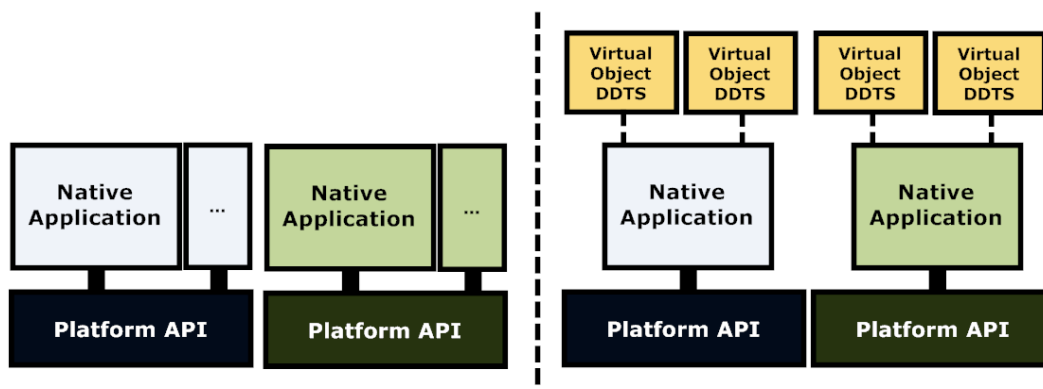 Native
Application
...
Platform API
Native
Application
...
Platform API
Virtual
Object
DDTS
Virtual
Object
DDTS
Native
Application
Platform API
Virtual
Object
DDTS
Virtual
Object
DDTS
Native
Application
Platform API